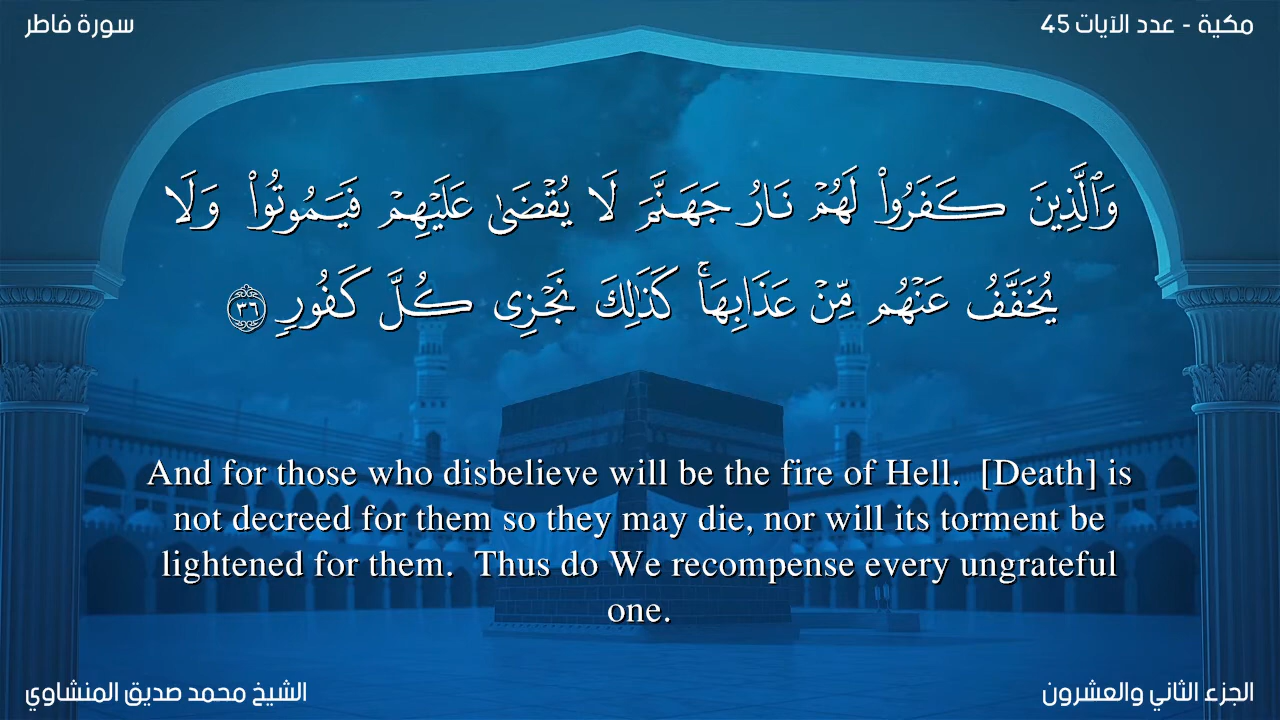 سورة فاطر
مكية - عدد الآيات 45
وَٱلَّذِينَ كَفَرُوا۟ لَهُمْ نَارُ جَهَنَّمَ لَا يُقْضَىٰ عَلَيْهِمْ فَيَمُوتُوا۟ وَلَا
يُخَفَّفُ عَنْهُم مِّنْ عَذَابِهَا ۚ كَذَٰلِكَ نَجْزِى كُلَّ كَفُورٍ ٣٦
And for those who disbelieve will be the fire of Hell. [Death] is
not decreed for them so they may die, nor will its torment be
lightened for them. Thus do We recompense every ungrateful
one.
الشيخ محمد صديق المنشاوي
الجزء الثاني والعشرون